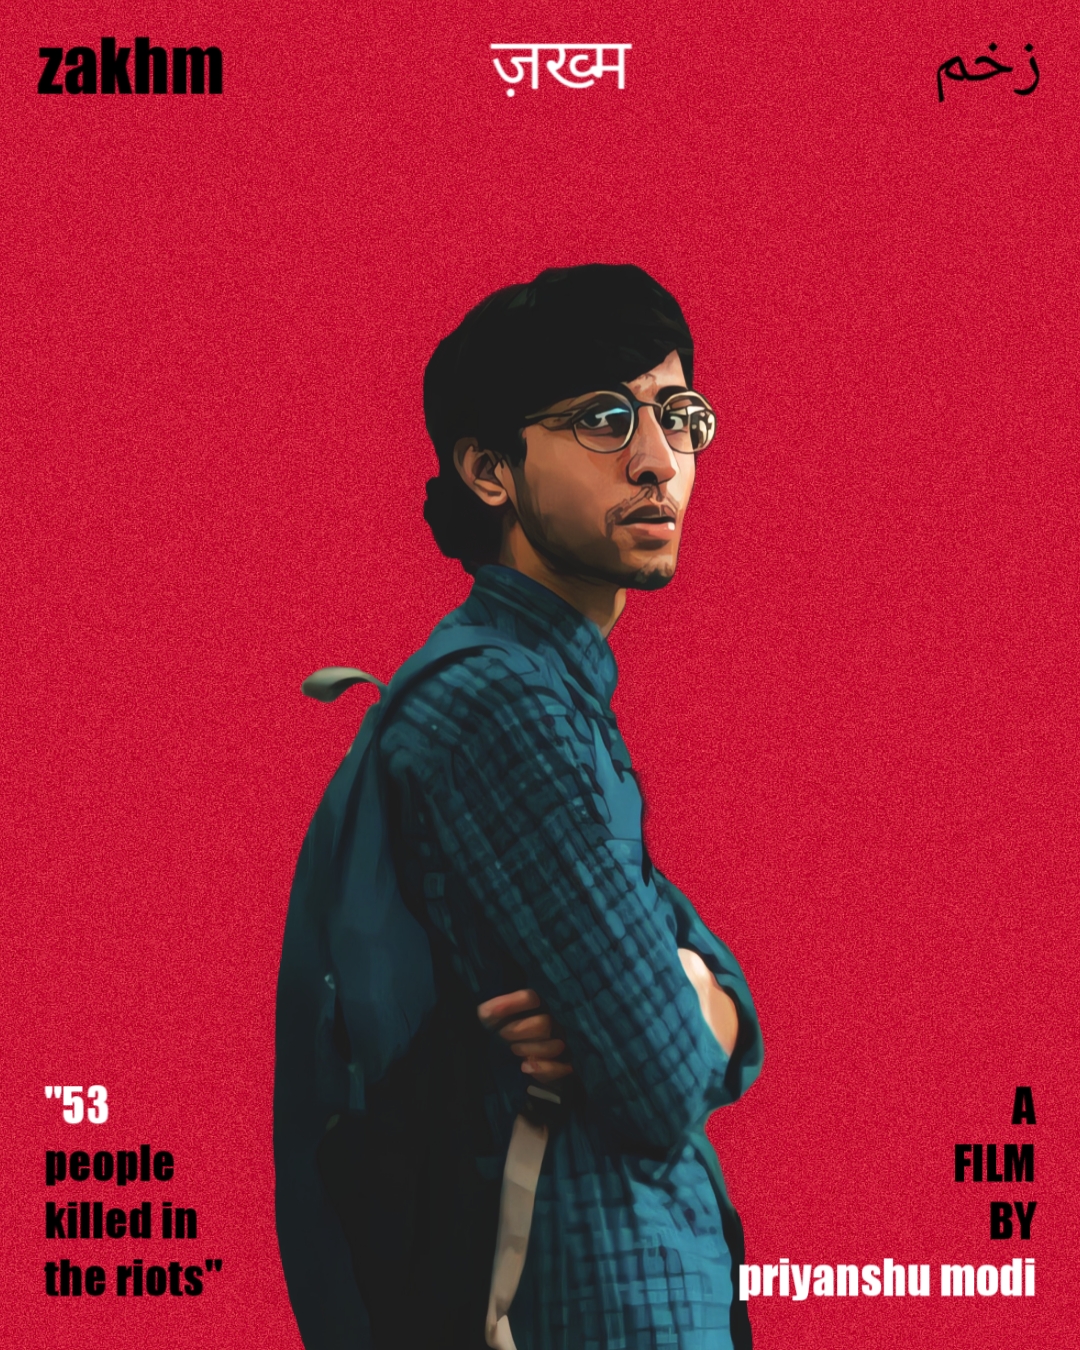 zakhm
ज़ख्म
زخم
"53
people
killed in
the riots"
A
FILM
BY
priyanshu modi